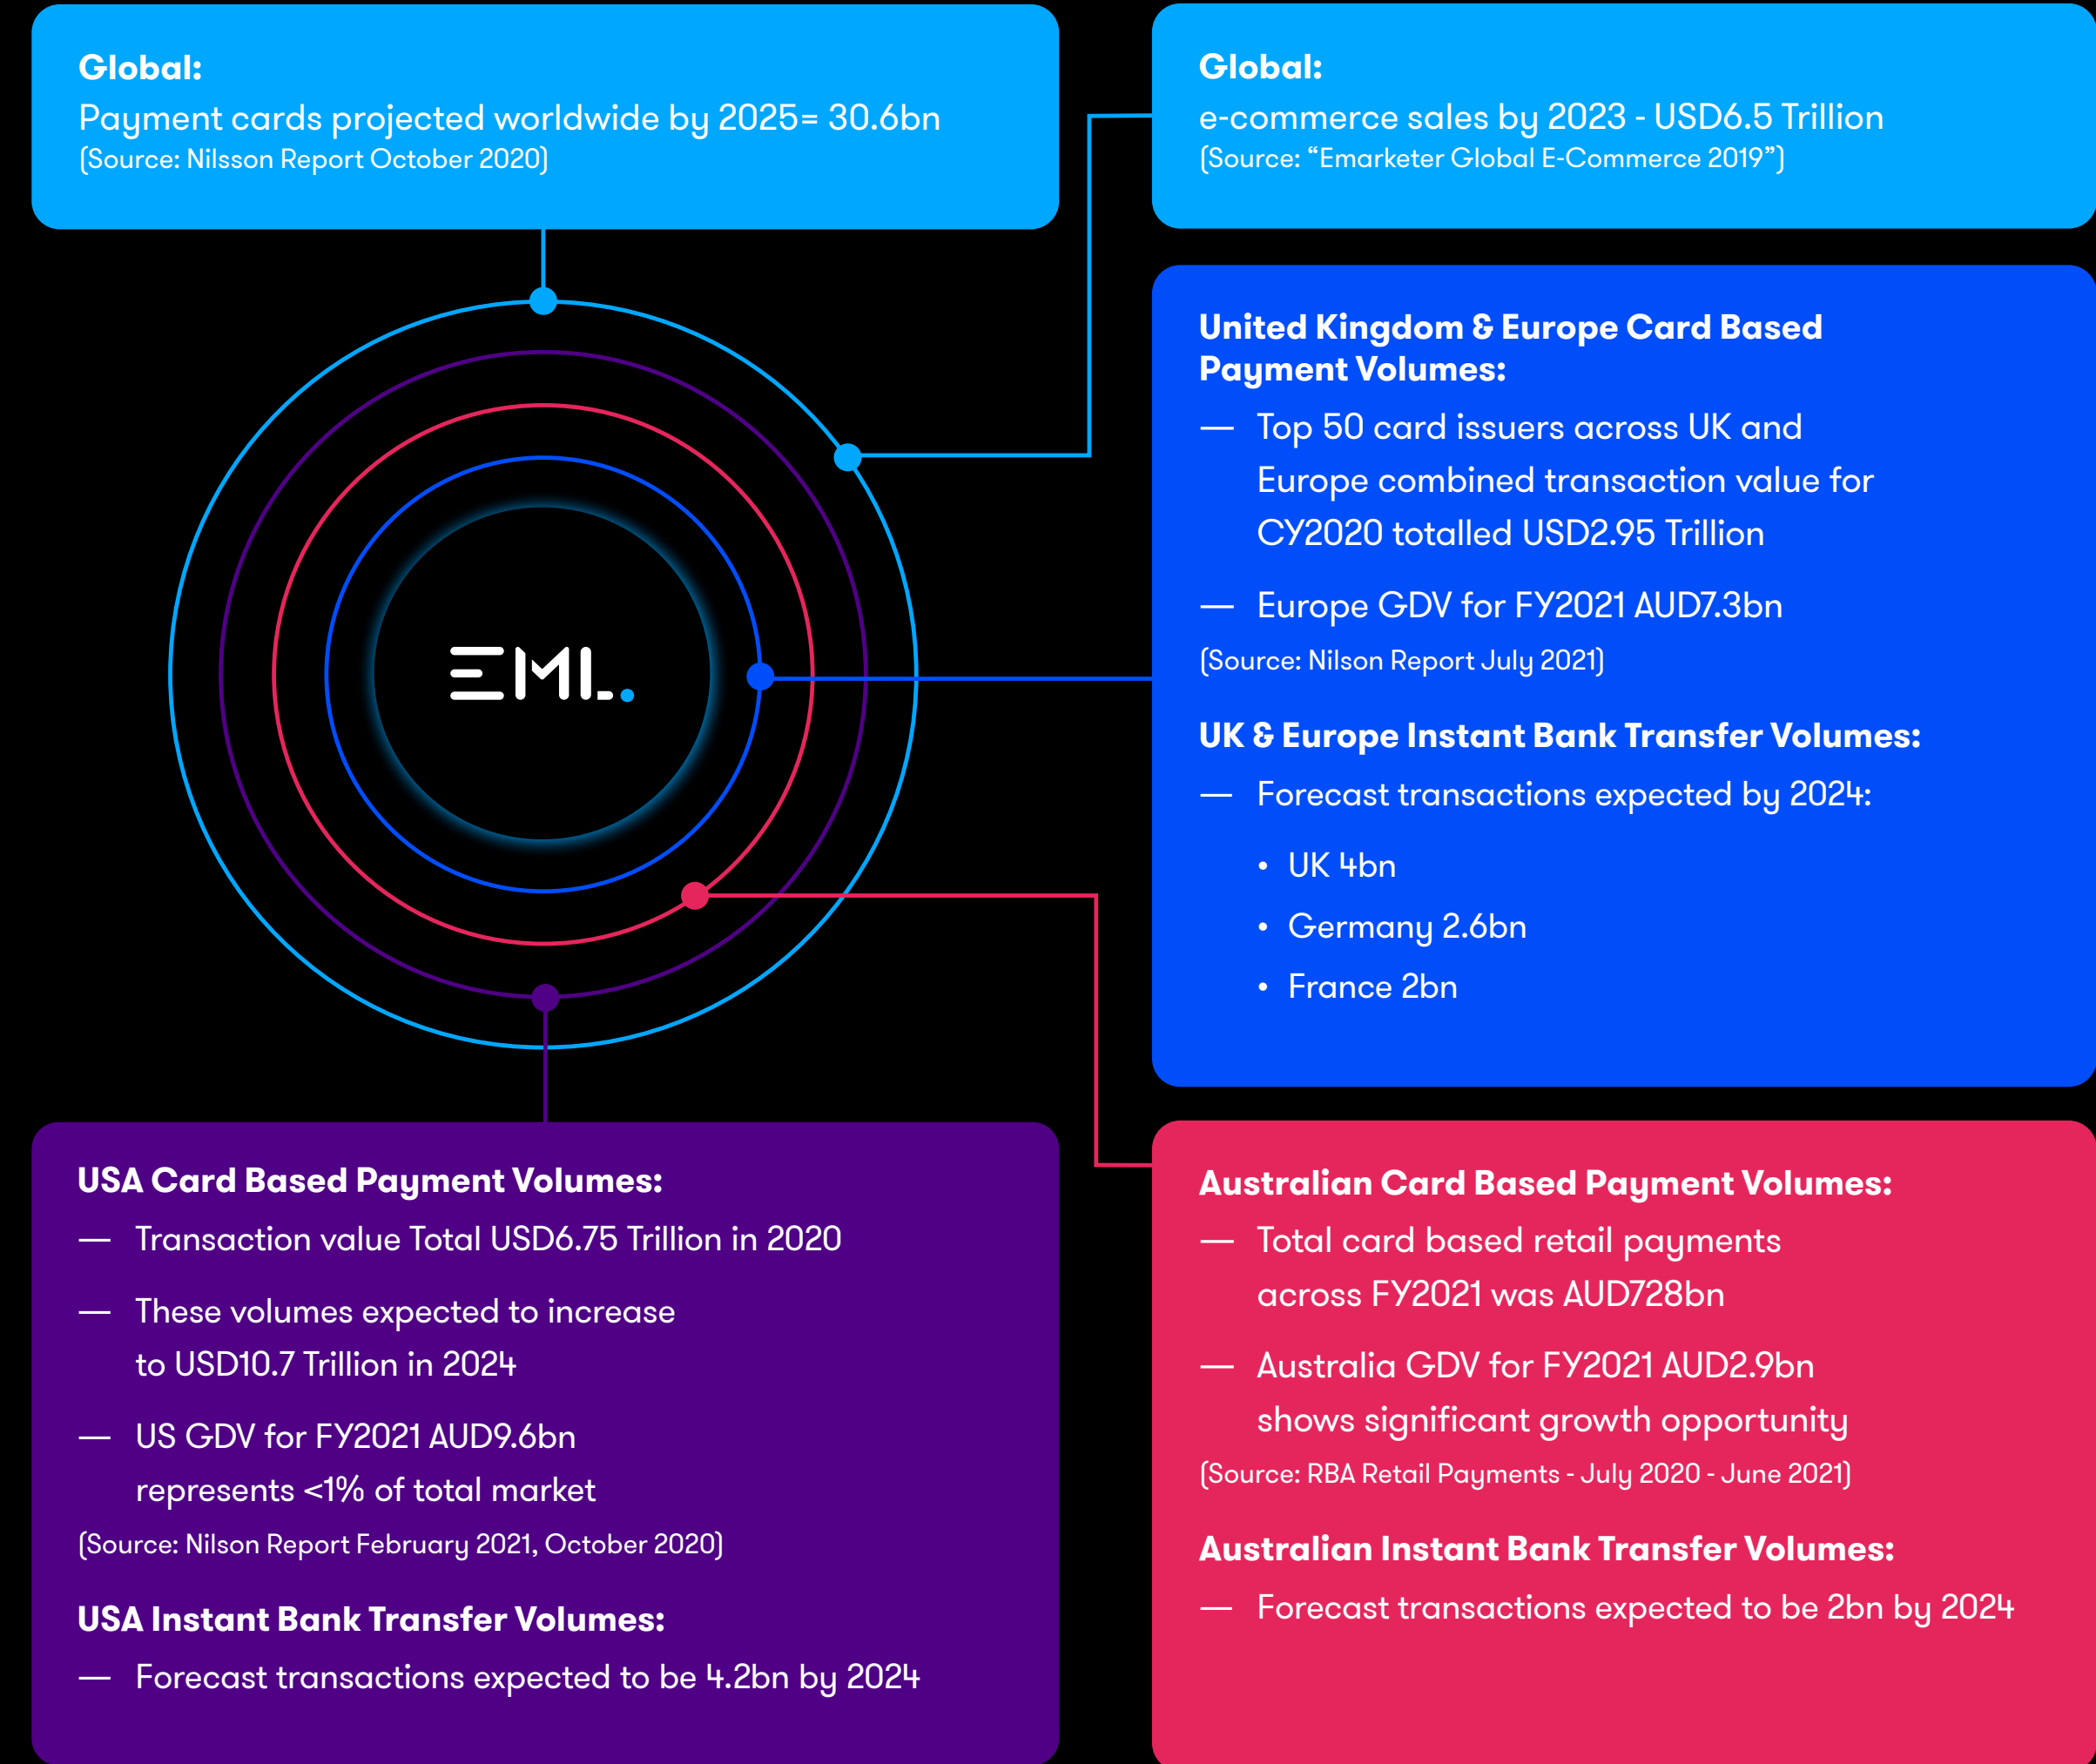 Global:
Payment cards projected worldwide by 2025= 30.6bn
(Source: Nilsson Report October 2020)
Global:
e-commerce sales by 2023 - USD6.5 Trillion
(Source: “Emarketer Global E-Commerce 2019”)
EML.
United Kingdom & Europe Card Based
Payment Volumes:
— Top 50 card issuers across UK and
Europe combined transaction value for
CY2020 totalled USD2.95 Trillion
— Europe GDV for FY2021 AUD7.3bn
(Source: Nilson Report July 2021)
UK & Europe Instant Bank Transfer Volumes:
— Forecast transactions expected by 2024:
• UK 4bn
• Germany 2.6bn
• France 2bn
USA Card Based Payment Volumes:
— Transaction value Total USD6.75 Trillion in 2020
— These volumes expected to increase
to USD10.7 Trillion in 2024
— US GDV for FY2021 AUD9.6bn
represents <1% of total market
(Source: Nilson Report February 2021, October 2020)
USA Instant Bank Transfer Volumes:
— Forecast transactions expected to be 4.2bn by 2024
Australian Card Based Payment Volumes:
— Total card based retail payments
across FY2021 was AUD728bn
— Australia GDV for FY2021 AUD2.9bn
shows significant growth opportunity
(Source: RBA Retail Payments - July 2020 - June 2021)
Australian Instant Bank Transfer Volumes:
— Forecast transactions expected to be 2bn by 2024